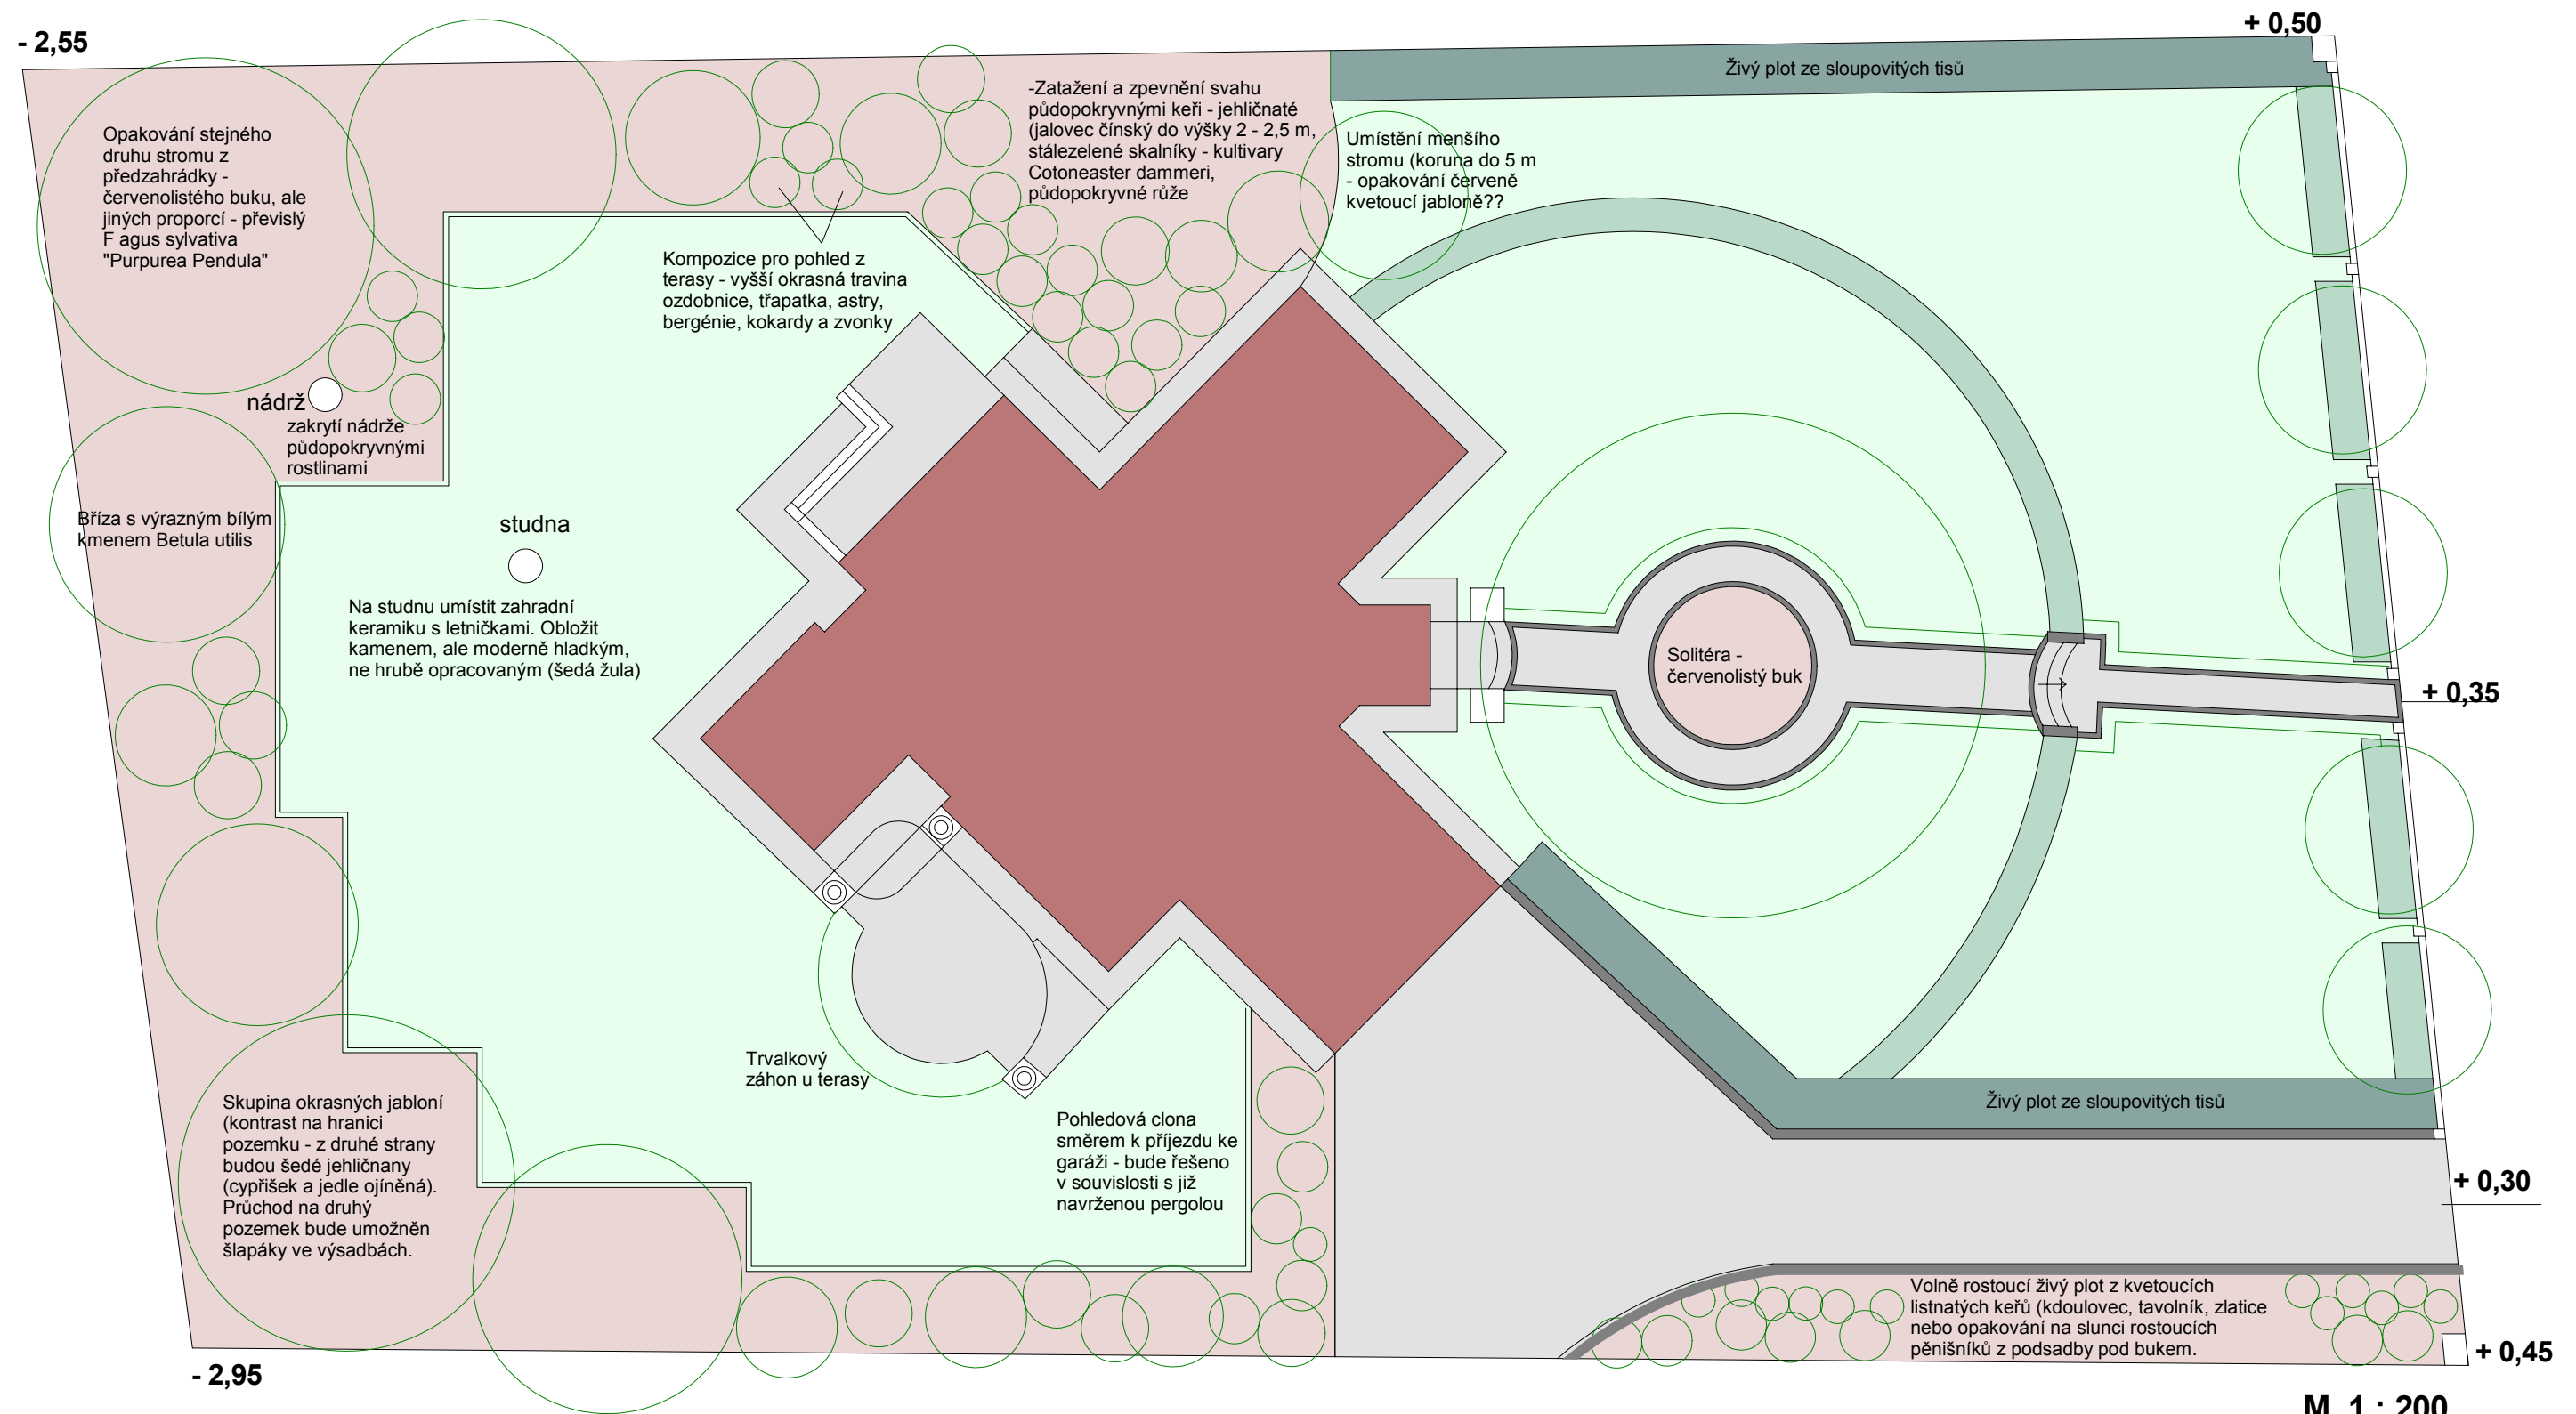 - 2,55
+ 0,50
Živý plot ze sloupovitých tisů
-Zatažení a zpevnění svahu
půdopokryvnými keři - jehličnaté
(jalovec čínský do výšky 2 - 2,5 m,
stálezelené skalníky - kultivary
Cotoneaster dammeri,
půdopokryvné růže
Umístění menšího
stromu (koruna do 5 m
- opakování červeně
kvetoucí jabloně??
Opakování stejného
druhu stromu z
předzahrádky -
červenolistého buku, ale
jiných proporcí - převislý
F agus sylvativa
"Purpurea Pendula"
Kompozice pro pohled z
terasy - vyšší okrasná travina
ozdobnice, třapatka, astry,
bergénie, kokardy a zvonky
nádrž
zakrytí nádrže
půdopokryvnými
rostlinami
Bříza s výrazným bílým
kmenem Betula utilis
studna
Na studnu umístit zahradní
keramiku s letničkami. Obložit
kamenem, ale moderně hladkým,
ne hrubě opracovaným (šedá žula)
Solitéra -
červenolistý buk
+ 0,35
Trvalkový
záhon u terasy
Skupina okrasných jabloní
(kontrast na hranici
pozemku - z druhé strany
budou šedé jehličnany
(cypřišek a jedle ojíněná).
Průchod na druhý
pozemek bude umožněn
šlapáky ve výsadbách.
Pohledová clona
směrem k příjezdu ke
garáži - bude řešeno
v souvislosti s již
navrženou pergolou
Živý plot ze sloupovitých tisů
+ 0,30
Volně rostoucí živý plot z kvetoucích
listnatých keřů (kdoulovec, tavolník, zlatice
nebo opakování na slunci rostoucích
pěnišníků z podsadby pod bukem.
+ 0,45
- 2,95
M 1 : 200